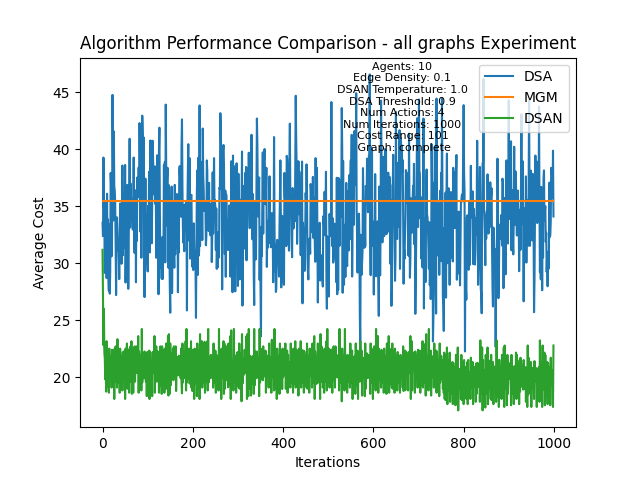 Algorithm Performance Comparison - all graphs Experiment
Agents: 10
Edge Density: 0.1
DSAN Temperature: 1.0
DSA Threshold: 0.9
Num Actions: 4
Num Iterations: 1000
Cost Range: 101
Graph: complete
DSA
MGM
DSAN
45
40
35
30
25
20
Average Cost
0
200
400
600
800
1000
Iterations